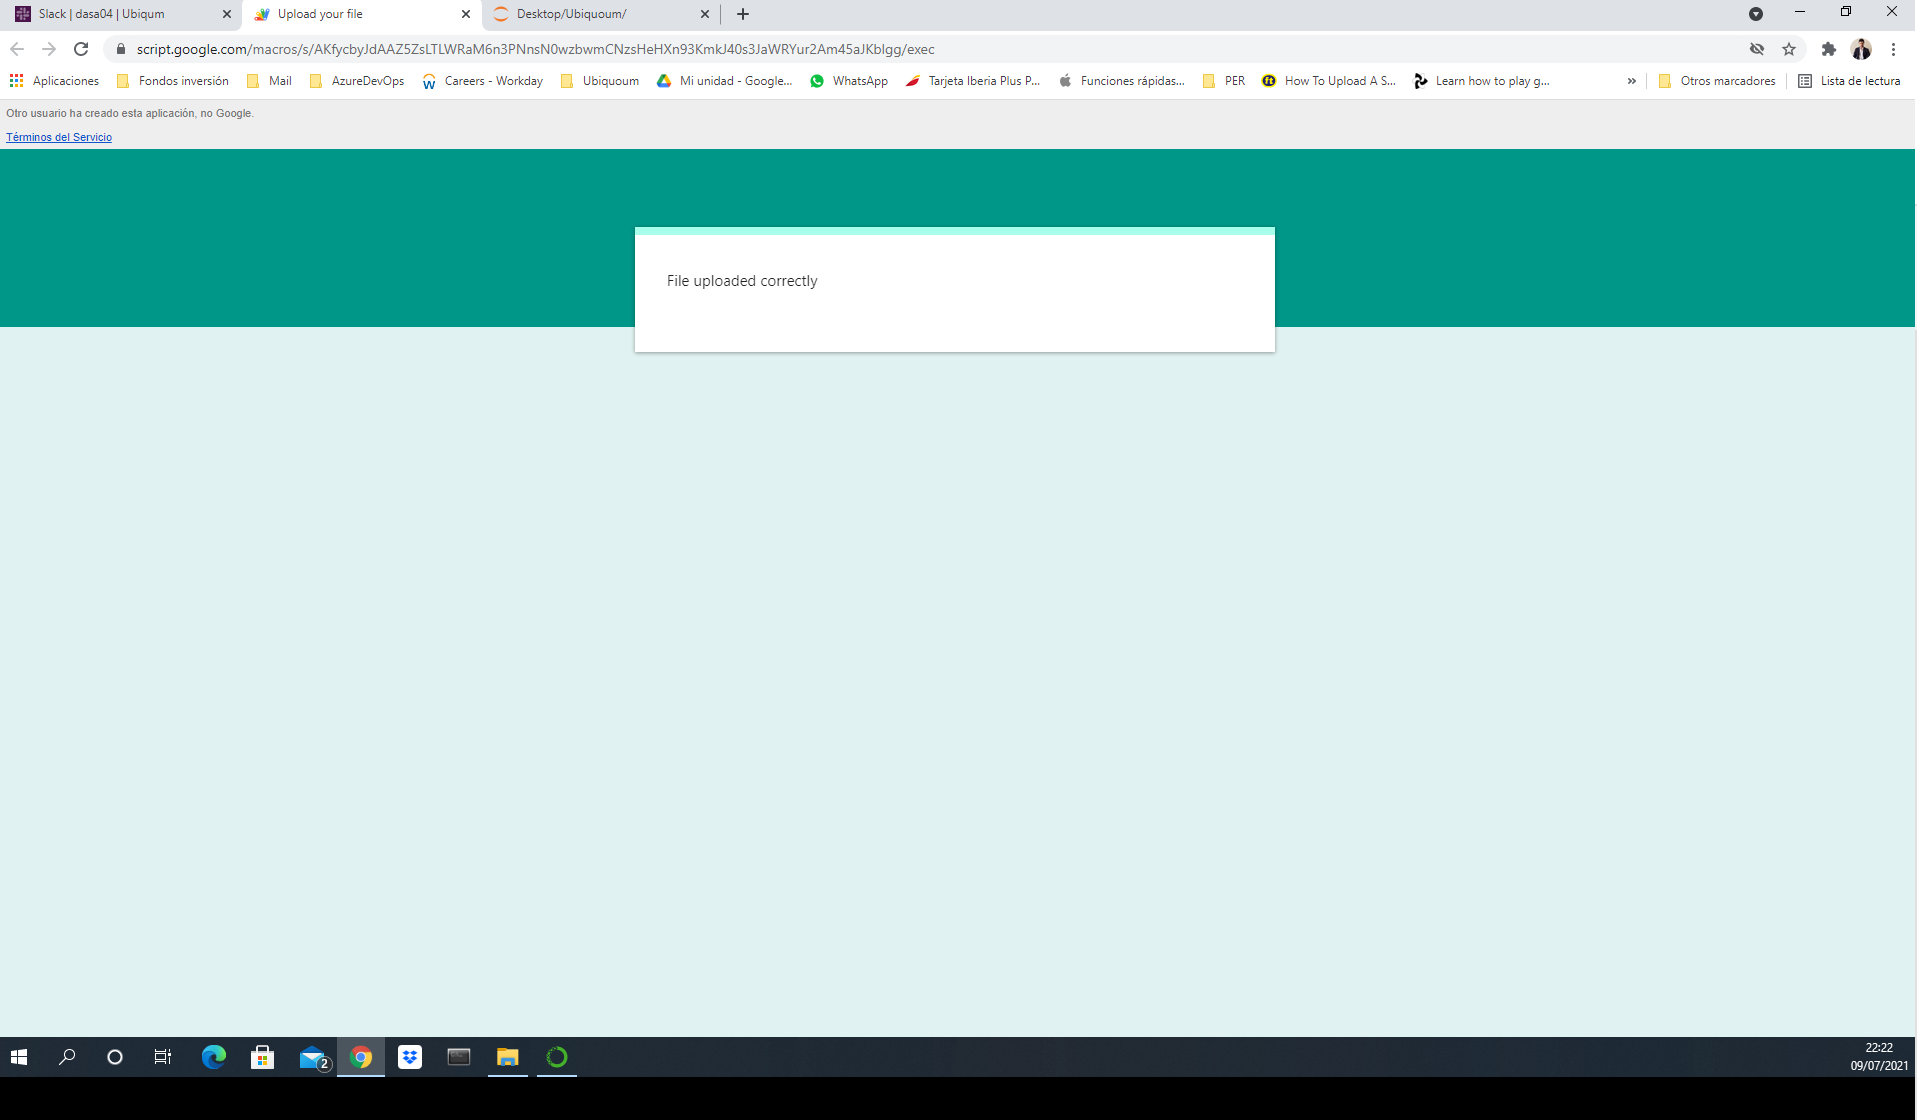 Slack | dasa04 | Ubiqum
Upload your file
Desktop/Ubiquoum/
script.google.com/macros/s/AKfycbyJdAAZ5ZsLTLWRaM6n3PNnsN0wzbwmCNzsHeHXn93KmkJ40s3JaWRYur2Am45aJKbIgg/exec
Aplicaciones
Fondos inversión
Mail
AzureDevOps
Careers - Workday
Ubiquoum
Mi unidad - Google...
WhatsApp
Tarjeta Iberia Plus P...
Funciones rápidas...
PER
How To Upload A S...
Learn how to play g...
»
Otros marcadores
Lista de lectura
Otro usuario ha creado esta aplicación, no Google.
Términos del Servicio
File uploaded correctly
2
22:22
09/07/2021